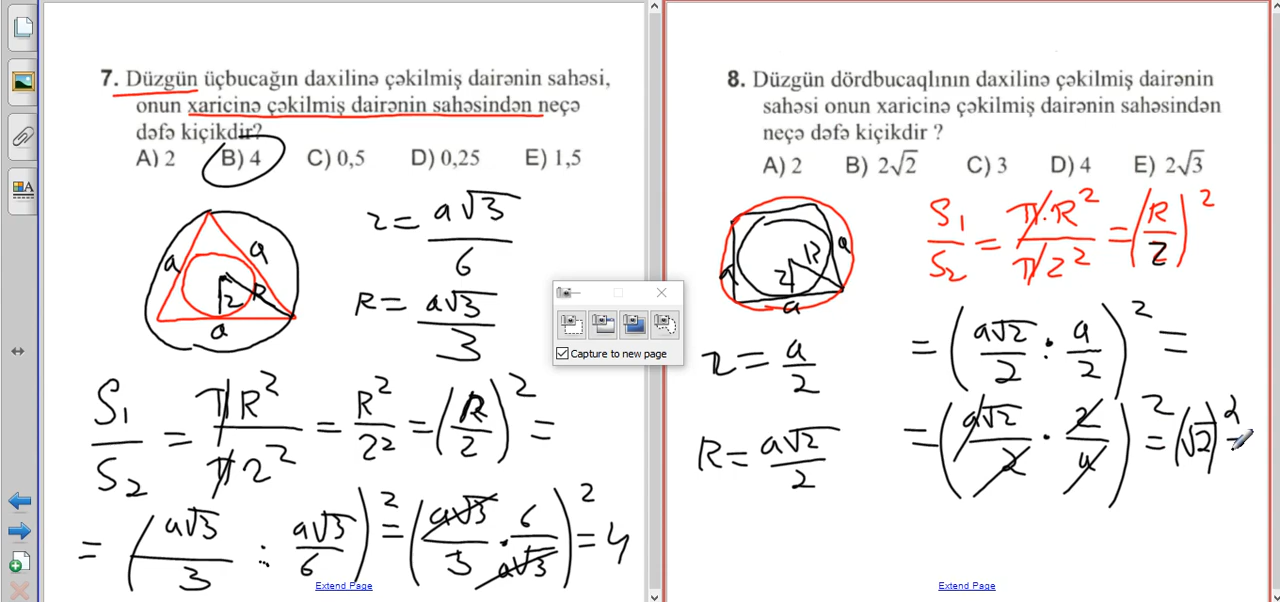 7. Düzgün üçbucağın daxilinə çəkilmiş dairənin sahəsi,
onun xaricinə çəkilmiş dairənin sahəsindən neçə
dəfə kiçikdir?
A) 2 B) 4 C) 0,5 D) 0,25 E) 1,5
a
a
r
R
a
r = a√3/6
R = a√3/3
S₁/S₂ = πR²/πr² = R²/r² = (R/r)² =
= (a√3/3 : a√3/6)² = (a√3/3 · 6/a√3)² = 4
Extend Page
Capture to new page
8. Düzgün dördbucaqlının daxilinə çəkilmiş dairənin
sahəsi onun xaricinə çəkilmiş dairənin sahəsindən
neçə dəfə kiçikdir ?
A) 2 B) 2√2 C) 3 D) 4 E) 2√3
a
R
a
r
a
S₁/S₂ = π·R²/πr² = (R/r)²
r = a/2
R = a√2/2
= (a√2/2 : a/2)² =
= (a√2/2 · 2/a)² = (√2)² =
Extend Page